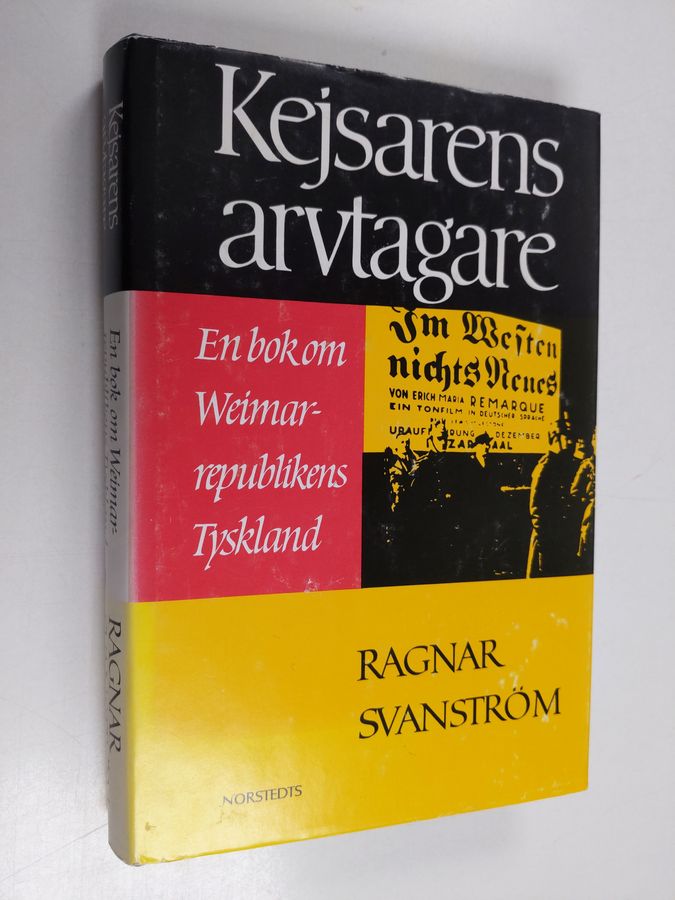 Kejsarens
arvtagare
En bok om
Weimar-
republikens
Tyskland
Im Westen
nichts Neues
VON ERICH MARIA REMARQUE
EIN TONFILM IN DEUTSCHER SPRACHE
DEZEMBER
RAGNAR
SVANSTRÖM
NORSTEDTS
Kejsarens
En bok om Weimar-
RAGNAR